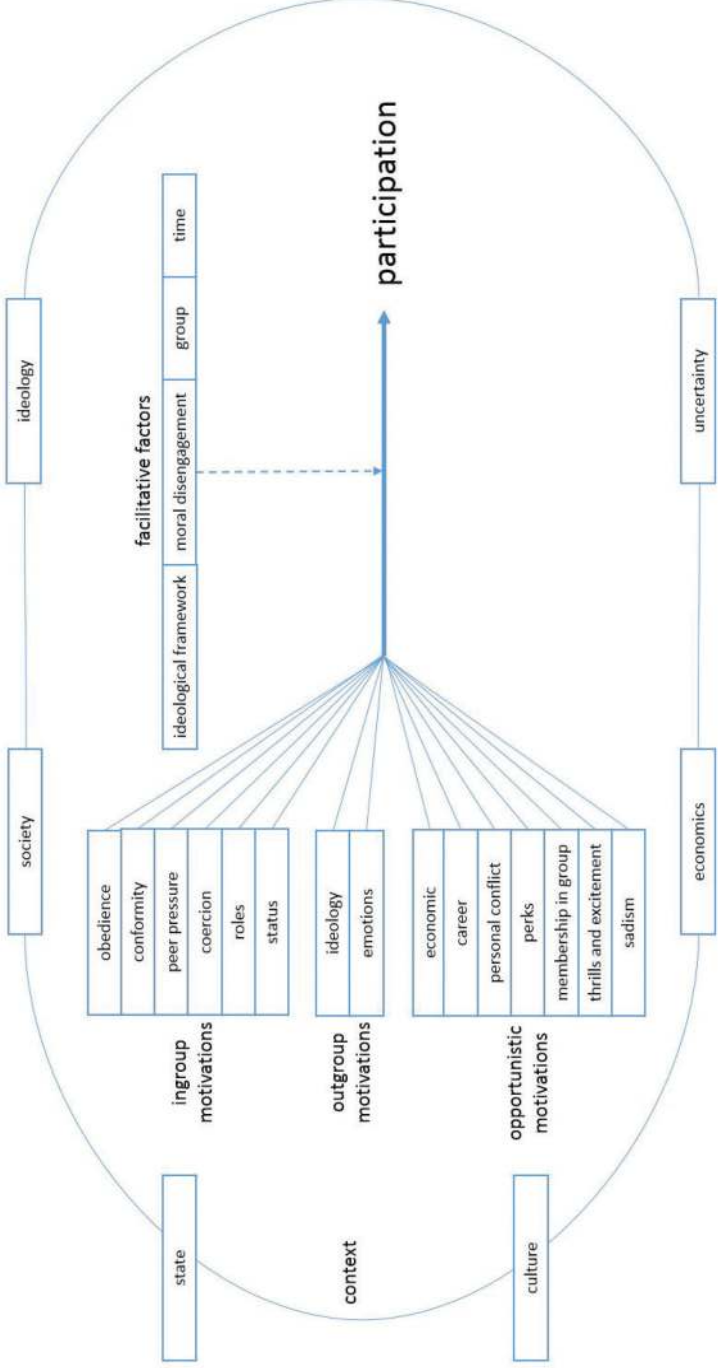 society
ideology
state
context
culture
economics
uncertainty
ingroup
motivations
obedience
conformity
peer pressure
coercion
roles
status
outgroup
motivations
ideology
emotions
opportunistic
motivations
economic
career
personal conflict
perks
membership in group
thrills and excitement
sadism
facilitative factors
ideological framework
moral disengagement
group
time
participation